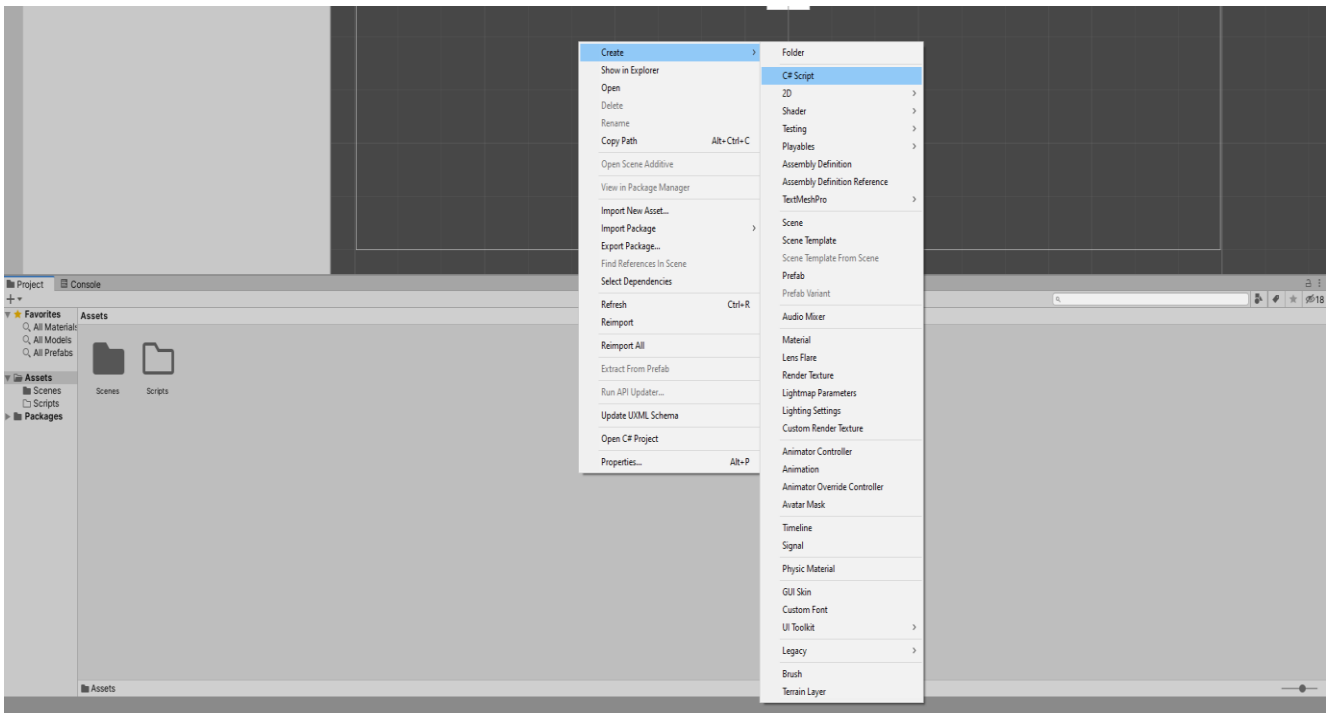 Create
Show in Explorer
Open
Delete
Rename
Copy Path Alt+Ctrl+C
Open Scene Additive
View in Package Manager
Import New Asset...
Import Package
Export Package...
Find References In Scene
Select Dependencies
Refresh Ctrl+R
Reimport
Reimport All
Extract From Prefab
Run API Updater...
Update UXML Schema
Open C# Project
Properties... Alt+P
Folder
C# Script
2D
Shader
Testing
Playables
Assembly Definition
Assembly Definition Reference
TextMeshPro
Scene
Scene Template
Scene Template From Scene
Prefab
Prefab Variant
Audio Mixer
Material
Lens Flare
Render Texture
Lightmap Parameters
Lighting Settings
Custom Render Texture
Animator Controller
Animation
Animator Override Controller
Avatar Mask
Timeline
Signal
Physic Material
GUI Skin
Custom Font
UI Toolkit
Legacy
Brush
Terrain Layer
Project Console
18
Favorites
All Materials
All Models
All Prefabs
Assets
Scenes
Scripts
Packages
Assets
Scenes Scripts
Assets